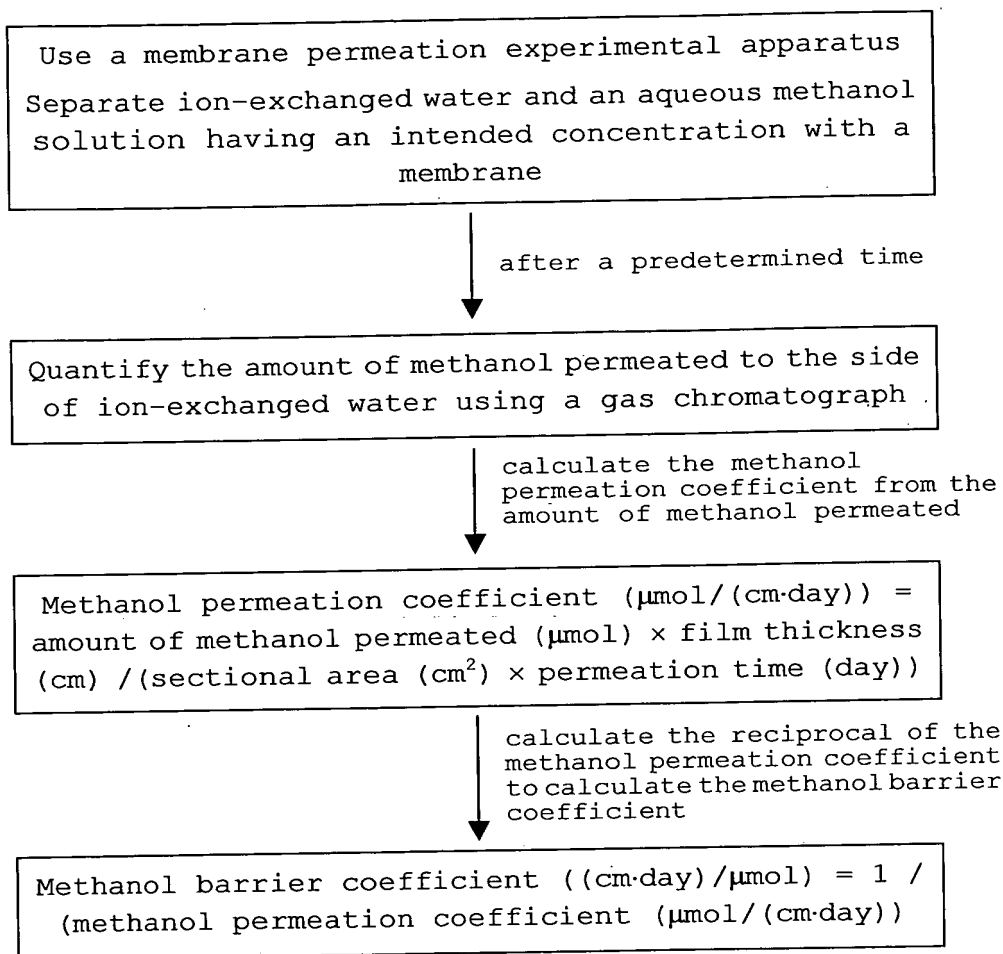 Use a membrane permeation experimental apparatus
Separate ion-exchanged water and an aqueous methanol
solution having an intended concentration with a
membrane
after a predetermined time
Quantify the amount of methanol permeated to the side
of ion-exchanged water using a gas chromatograph
calculate the methanol
permeation coefficient from the
amount of methanol permeated
Methanol permeation coefficient (μmol/(cm·day)) =
amount of methanol permeated (μmol) × film thickness
(cm) /(sectional area (cm²) × permeation time (day))
calculate the reciprocal of the
methanol permeation coefficient
to calculate the methanol barrier
coefficient
Methanol barrier coefficient ((cm·day)/μmol) = 1 /
(methanol permeation coefficient (μmol/(cm·day))